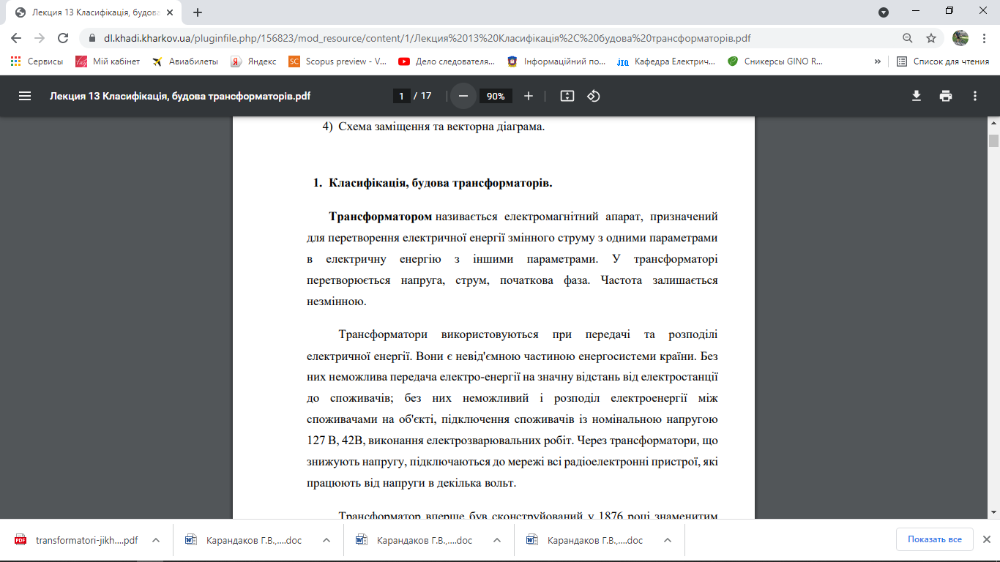 Лекция 13 Класифікація, будова
dl.khadi.kharkov.ua/pluginfile.php/156823/mod_resource/content/1/Лекция%2013%20Класифікація%2C%20будова%20трансформаторів.pdf
Сервисы Мій кабінет Авиабилеты Яндекс Scopus preview - V... Дело следователя... Інформаційний по... Кафедра Електрич... Сникерсы GINO R... » Список для чтения
Лекция 13 Класифікація, будова трансформаторів.pdf 1 / 17 90%
4) Схема заміщення та векторна діаграма.
1. Класифікація, будова трансформаторів.
Трансформатором називається електромагнітний апарат, призначений
для перетворення електричної енергії змінного струму з одними параметрами
в електричну енергію з іншими параметрами. У трансформаторі
перетворюється напруга, струм, початкова фаза. Частота залишається
незмінною.
Трансформатори використовуються при передачі та розподілі
електричної енергії. Вони є невід'ємною частиною енергосистеми країни. Без
них неможлива передача електро-енергії на значну відстань від електростанції
до споживачів; без них неможливий і розподіл електроенергії між
споживачами на об'єкті, підключення споживачів із номінальною напругою
127 В, 42В, виконання електрозварювальних робіт. Через трансформатори, що
знижують напругу, підключаються до мережі всі радіоелектронні пристрої, які
працюють від напруги в декілька вольт.
Трансформатор вперше був сконструйований у 1876 році знаменитим
transformatori-jikh....pdf Карандаков Г.В.,....doc Карандаков Г.В.,....doc Карандаков Г.В.,....doc Показать все